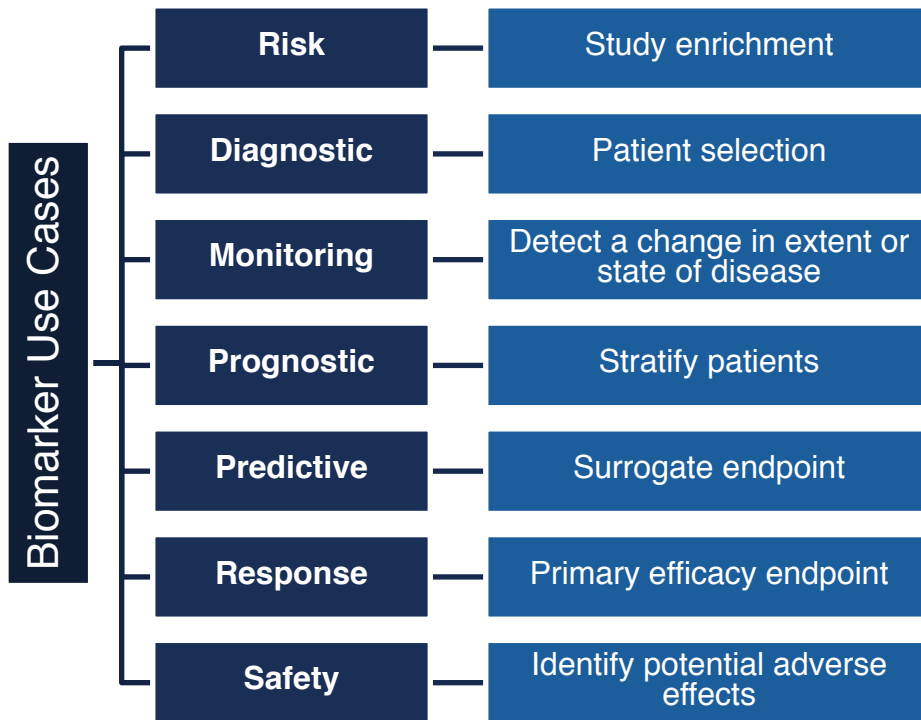 Biomarker Use Cases
Risk
Study enrichment
Diagnostic
Patient selection
Monitoring
Detect a change in extent or
state of disease
Prognostic
Stratify patients
Predictive
Surrogate endpoint
Response
Primary efficacy endpoint
Safety
Identify potential adverse
effects